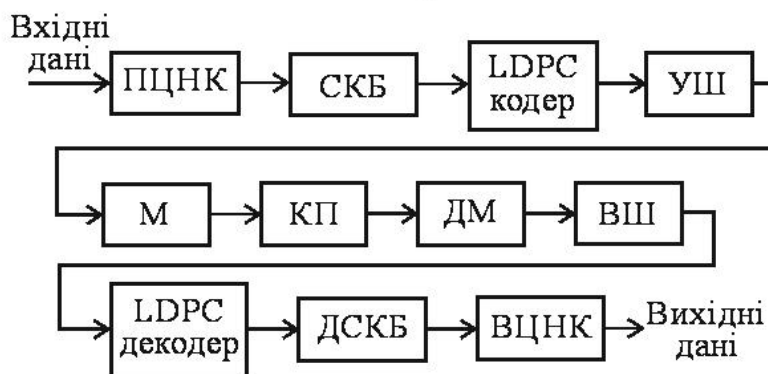 Вхідні
дані
ПЦНК
СКБ
LDPC
кодер
УШ
М
КП
ДМ
ВШ
LDPC
декодер
ДСКБ
ВЦНК
Вихідні
дані